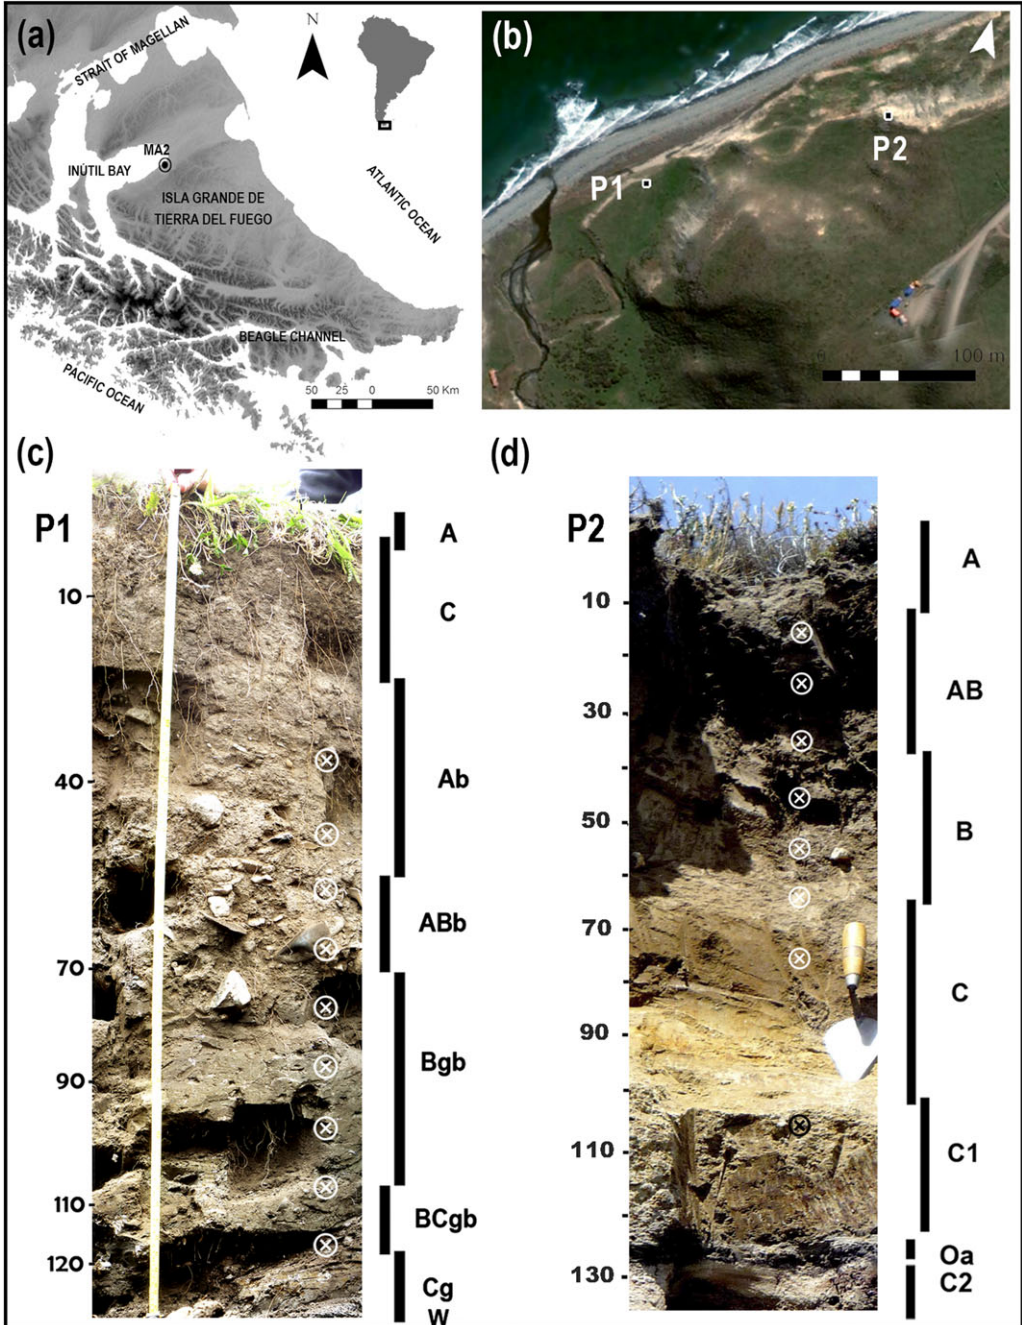 (a)
N
STRAIT OF MAGELLAN
MA2
INÚTIL BAY
ISLA GRANDE DE
TIERRA DEL FUEGO
ATLANTIC OCEAN
BEAGLE CHANNEL
PACIFIC OCEAN
50 25 0 50 Km
(b)
P1
P2
0 100 m
(c)
P1
10
40
70
90
110
120
A
C
Ab
ABb
Bgb
BCgb
Cg
W
(d)
P2
10
30
50
70
90
110
130
A
AB
B
C
C1
Oa
C2